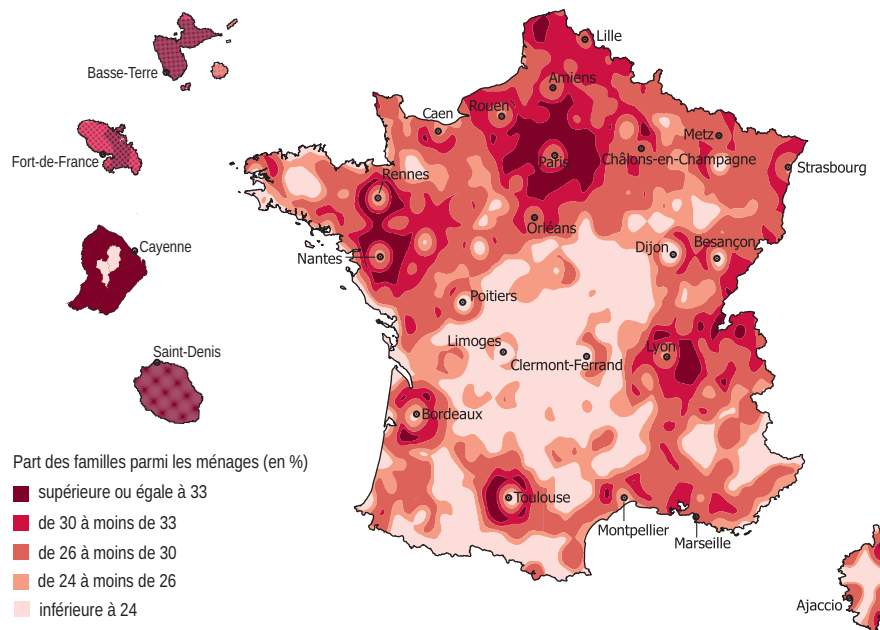 Lille
Basse-Terre
Amiens
Rouen
Caen
Metz
Fort-de-France
Paris
Châlons-en-Champagne
Strasbourg
Rennes
Orléans
Cayenne
Dijon
Besançon
Nantes
Poitiers
Saint-Denis
Limoges
Lyon
Clermont-Ferrand
Bordeaux
Part des familles parmi les ménages (en %)
supérieure ou égale à 33
de 30 à moins de 33
de 26 à moins de 30
de 24 à moins de 26
inférieure à 24
Toulouse
Montpellier
Marseille
Ajaccio